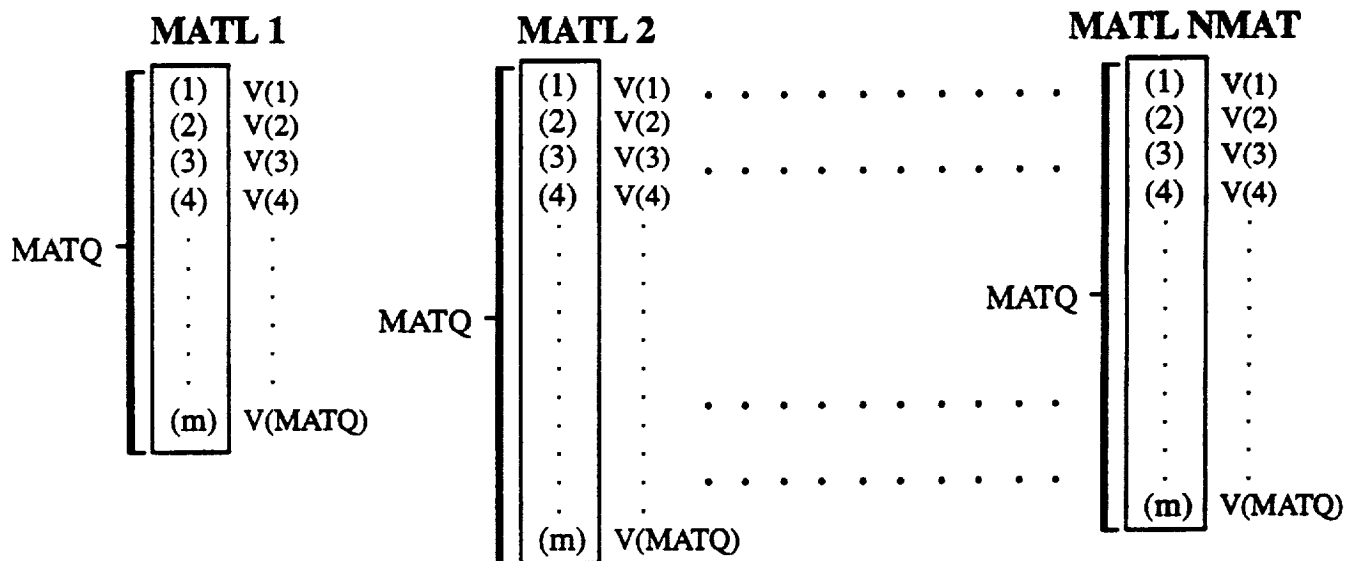 MATL 1 MATL 2 MATL NMAT
(1) V(1) (1) V(1) . . . . . . . . . . (1) V(1)
(2) V(2) (2) V(2) (2) V(2)
(3) V(3) (3) V(3) . . . . . . . . . . (3) V(3)
(4) V(4) (4) V(4) (4) V(4)
MATQ
MATQ
MATQ
(m) V(MATQ)
(m) V(MATQ)
(m) V(MATQ)